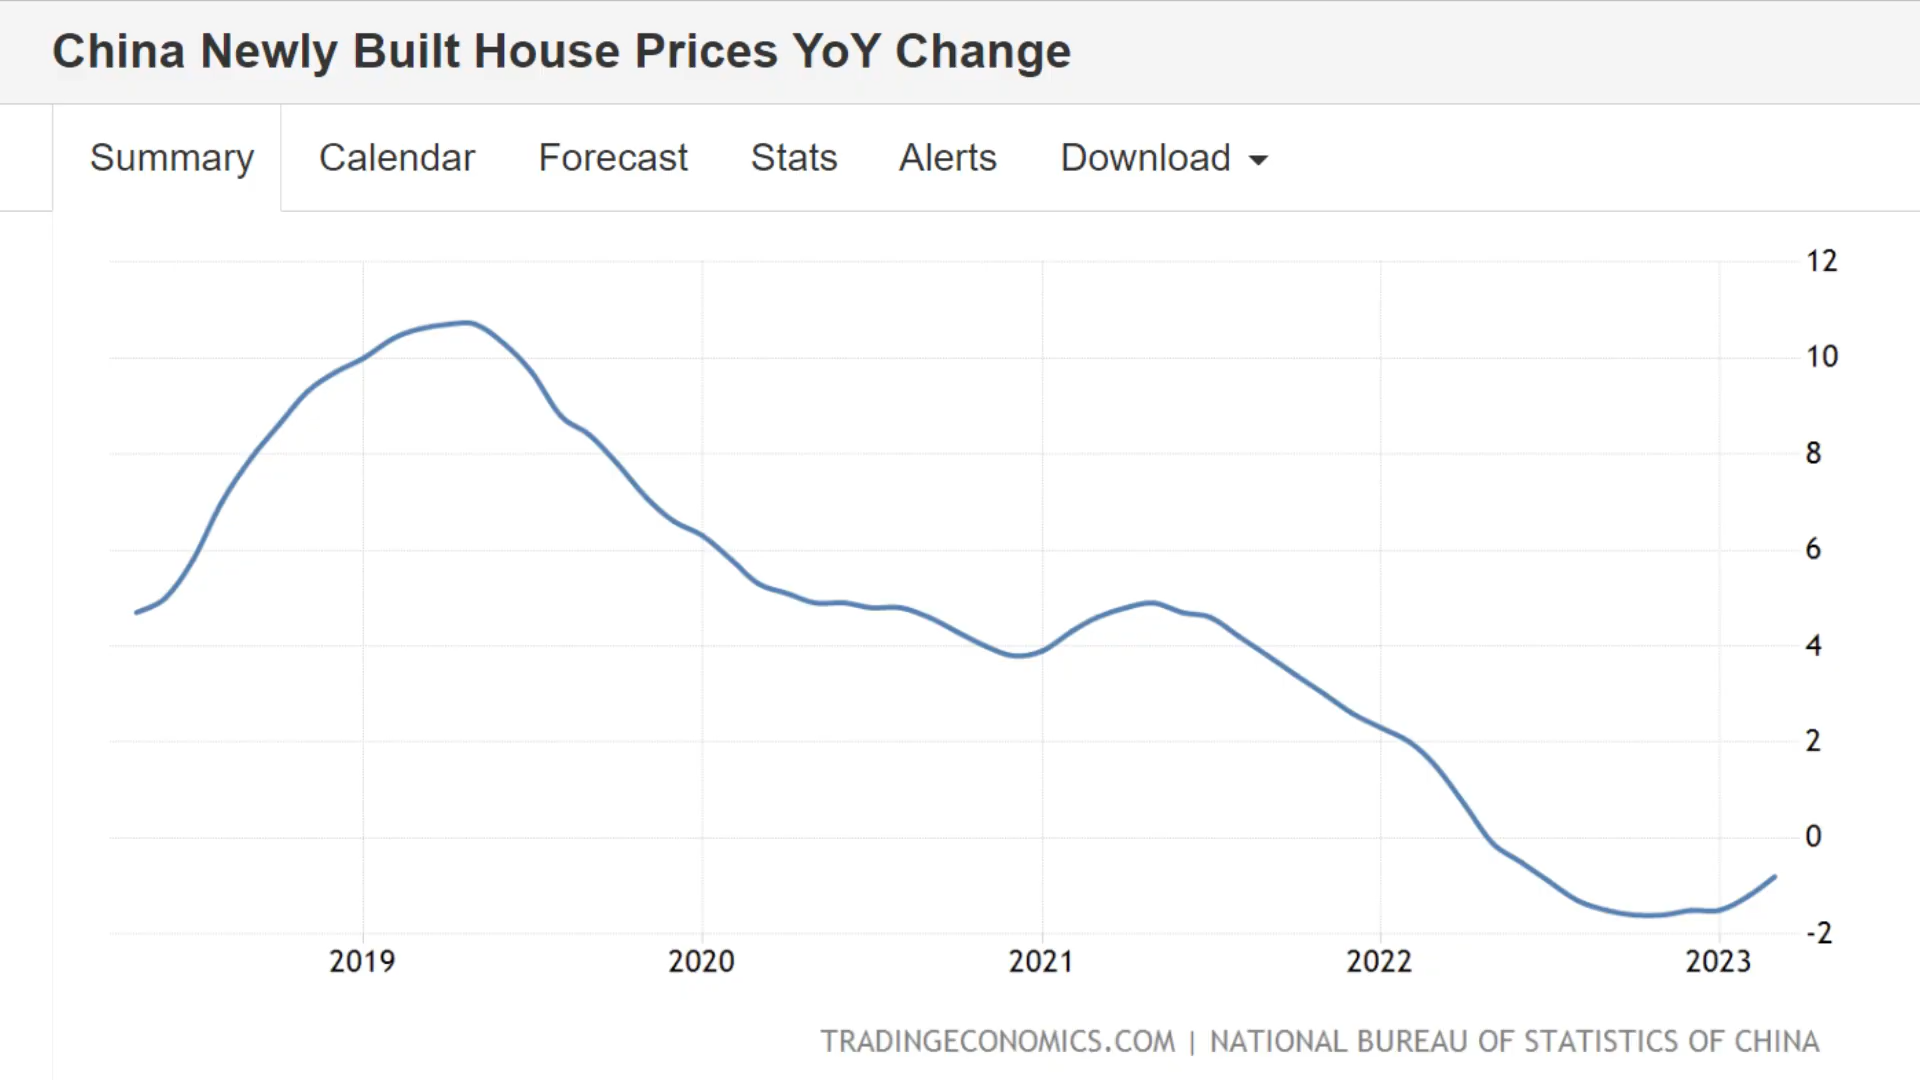 China Newly Built House Prices YoY Change
Summary Calendar Forecast Stats Alerts Download
12
10
8
6
4
2
0
-2
2019 2020 2021 2022 2023
TRADINGECONOMICS.COM | NATIONAL BUREAU OF STATISTICS OF CHINA